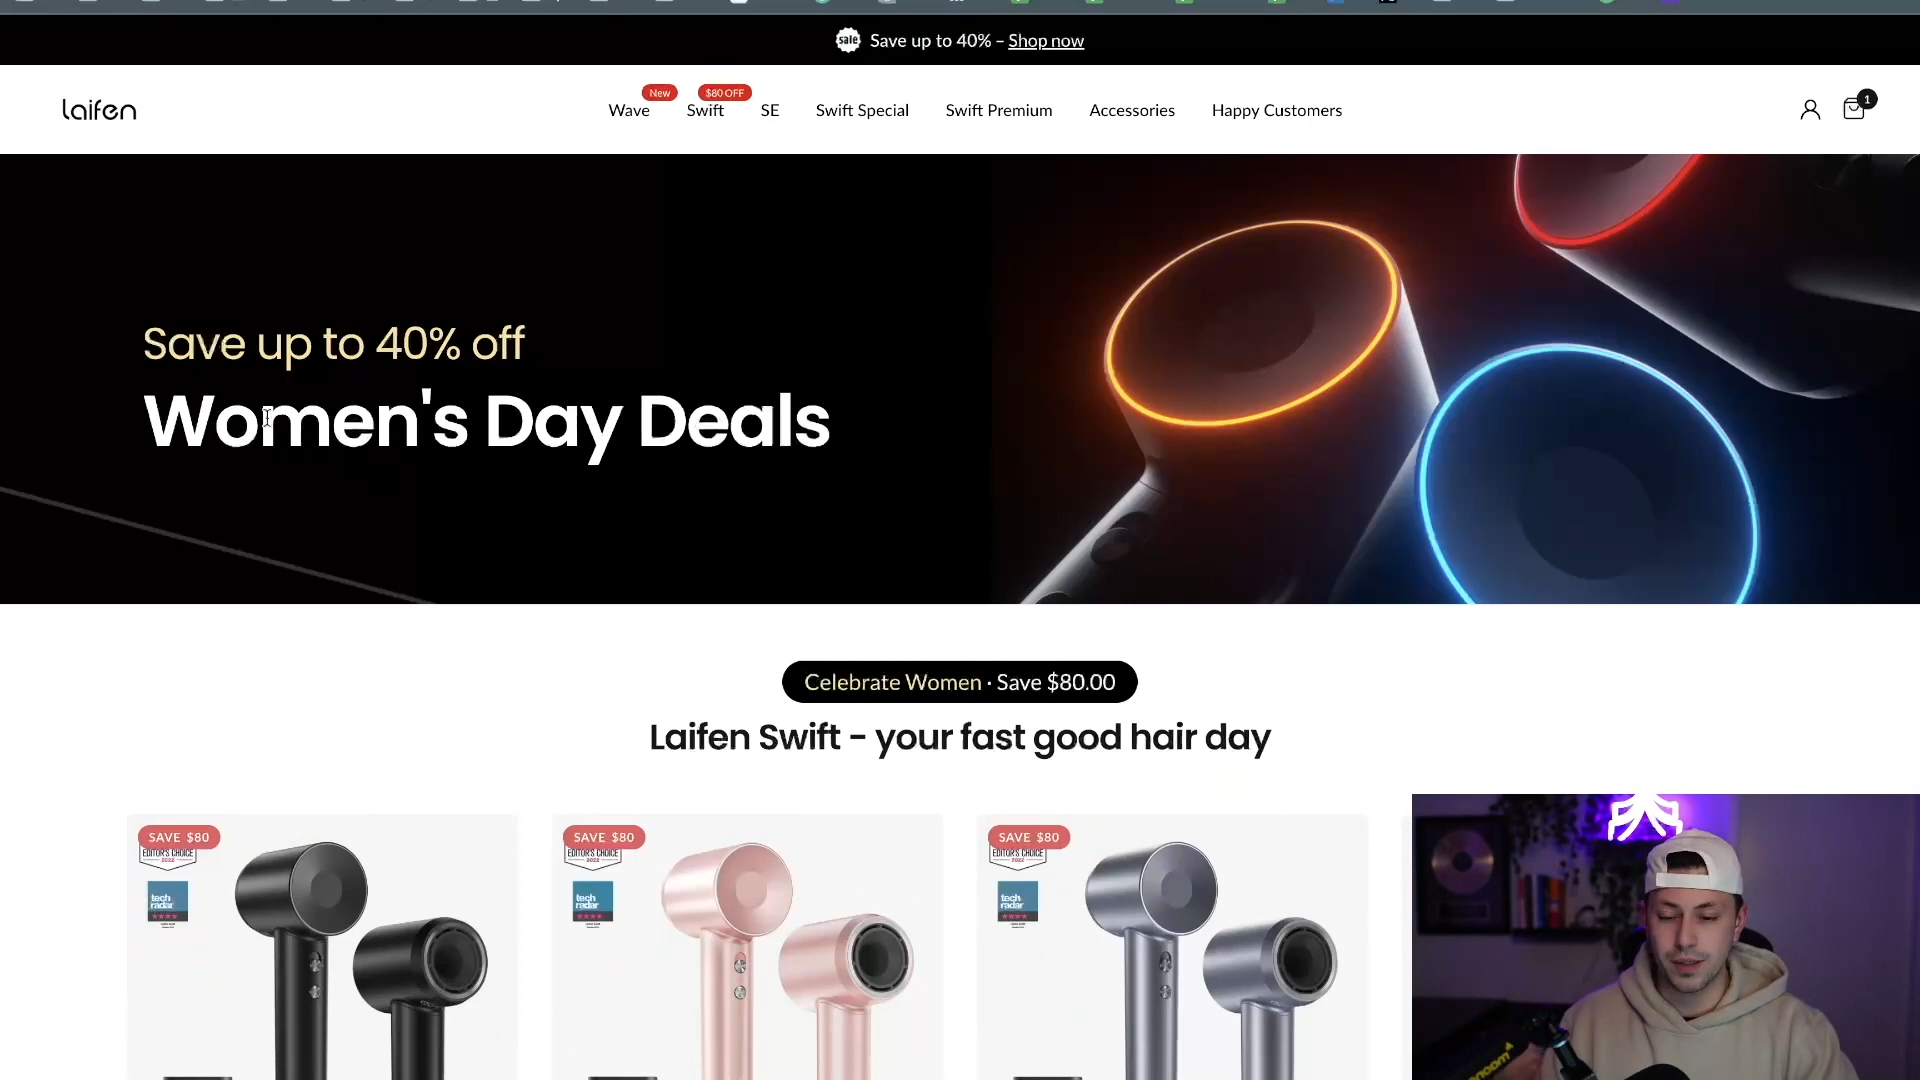 sale Save up to 40% – Shop now
laifen
New
$80 OFF
Wave Swift SE Swift Special Swift Premium Accessories Happy Customers
1
Save up to 40% off
Women's Day Deals
Celebrate Women · Save $80.00
Laifen Swift - your fast good hair day
SAVE $80
EDITOR'S CHOICE
2022
tech
radar
SAVE $80
EDITOR'S CHOICE
2022
tech
radar
SAVE $80
EDITOR'S CHOICE
2022
tech
radar